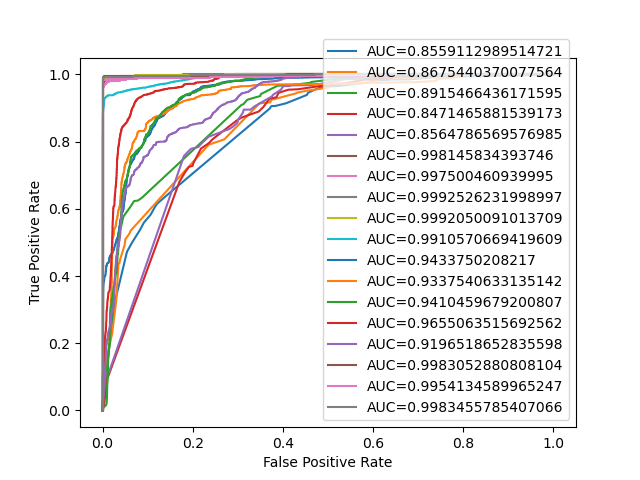 AUC=0.8559112989514721
AUC=0.8675440370077564
AUC=0.8915466436171595
AUC=0.8471465881539173
AUC=0.8564786569576985
AUC=0.998145834393746
AUC=0.997500460939995
AUC=0.9992526231998997
AUC=0.9992050091013709
AUC=0.9910570669419609
AUC=0.9433750208217
AUC=0.9337540633135142
AUC=0.9410459679200807
AUC=0.9655063515692562
AUC=0.9196518652835598
AUC=0.9983052880808104
AUC=0.9954134589965247
AUC=0.9983455785407066
1.0
0.8
0.6
0.4
0.2
0.0
True Positive Rate
0.0 0.2 0.4 0.6 0.8 1.0
False Positive Rate